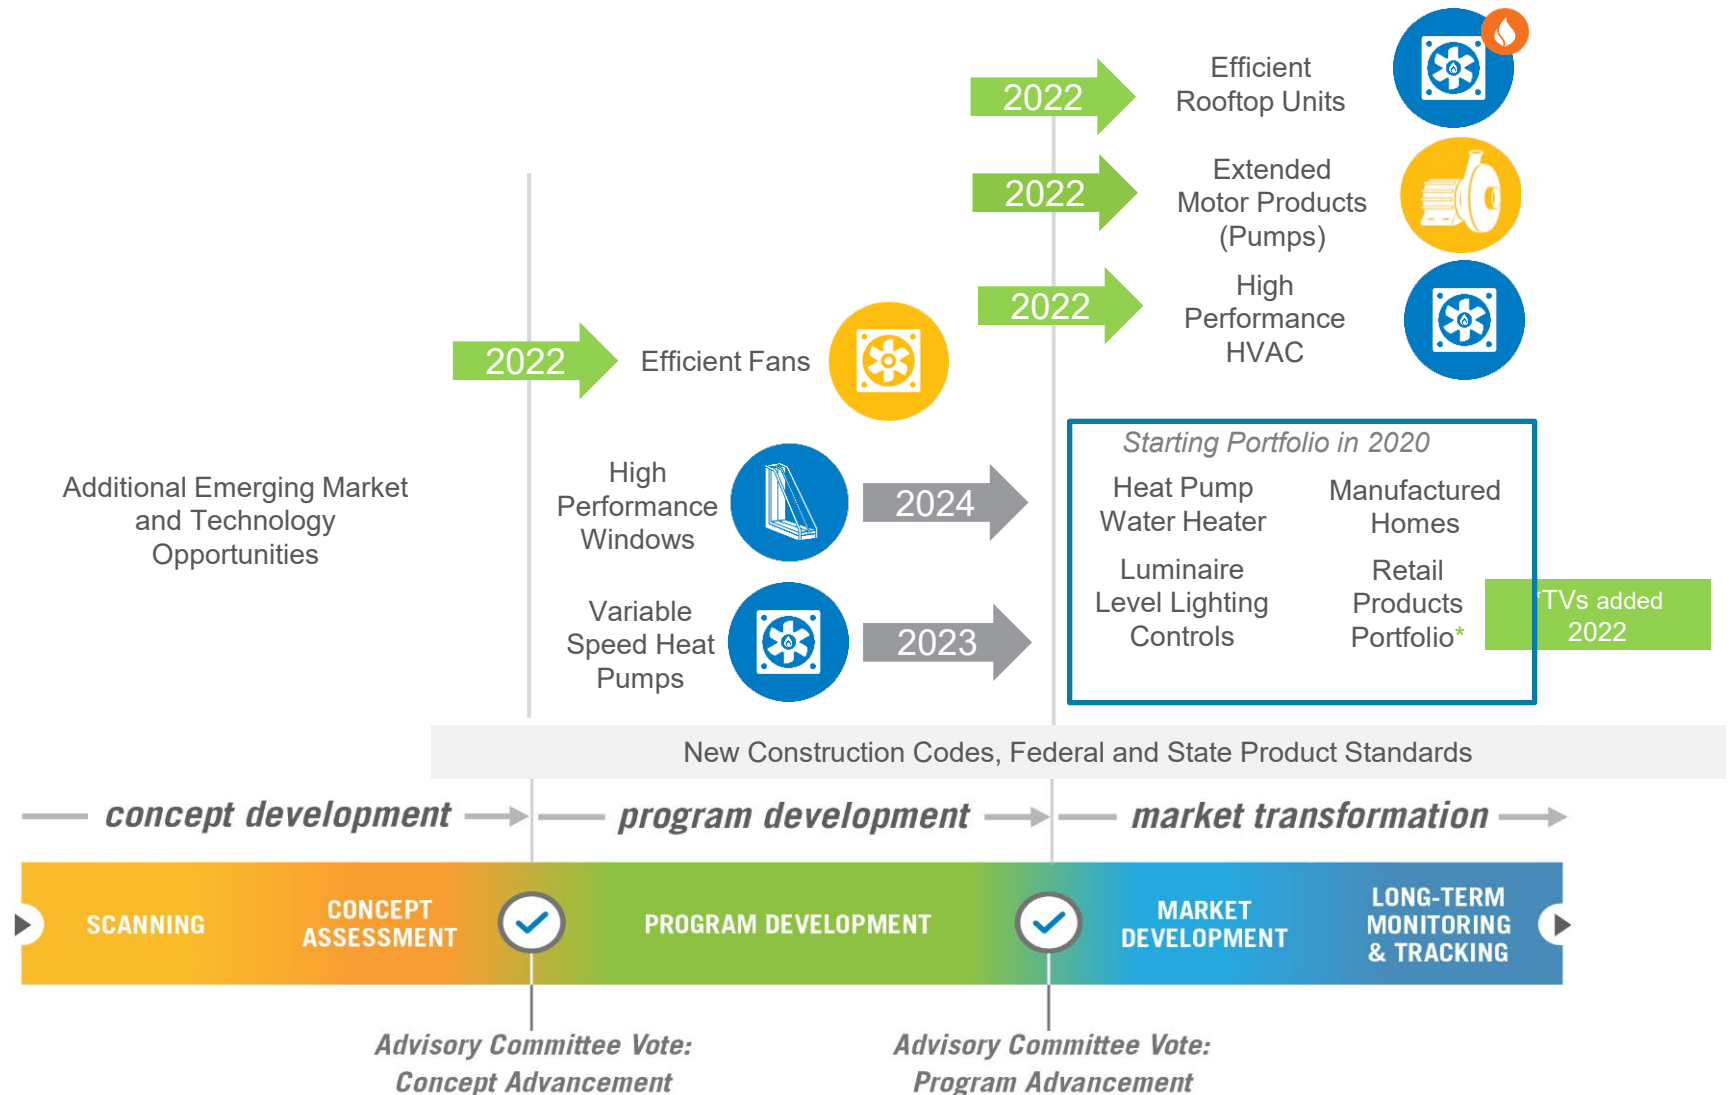 2022
Efficient
Rooftop Units
2022
Extended
Motor Products
(Pumps)
2022
High
Performance
HVAC
2022
Efficient Fans
Additional Emerging Market
and Technology
Opportunities
High
Performance
Windows
2024
Variable
Speed Heat
Pumps
2023
Starting Portfolio in 2020
Heat Pump
Water Heater
Manufactured
Homes
Luminaire
Level Lighting
Controls
Retail
Products
Portfolio*
*TVs added
2022
New Construction Codes, Federal and State Product Standards
concept development
program development
market transformation
SCANNING
CONCEPT
ASSESSMENT
PROGRAM DEVELOPMENT
MARKET
DEVELOPMENT
LONG-TERM
MONITORING
& TRACKING
Advisory Committee Vote:
Concept Advancement
Advisory Committee Vote:
Program Advancement